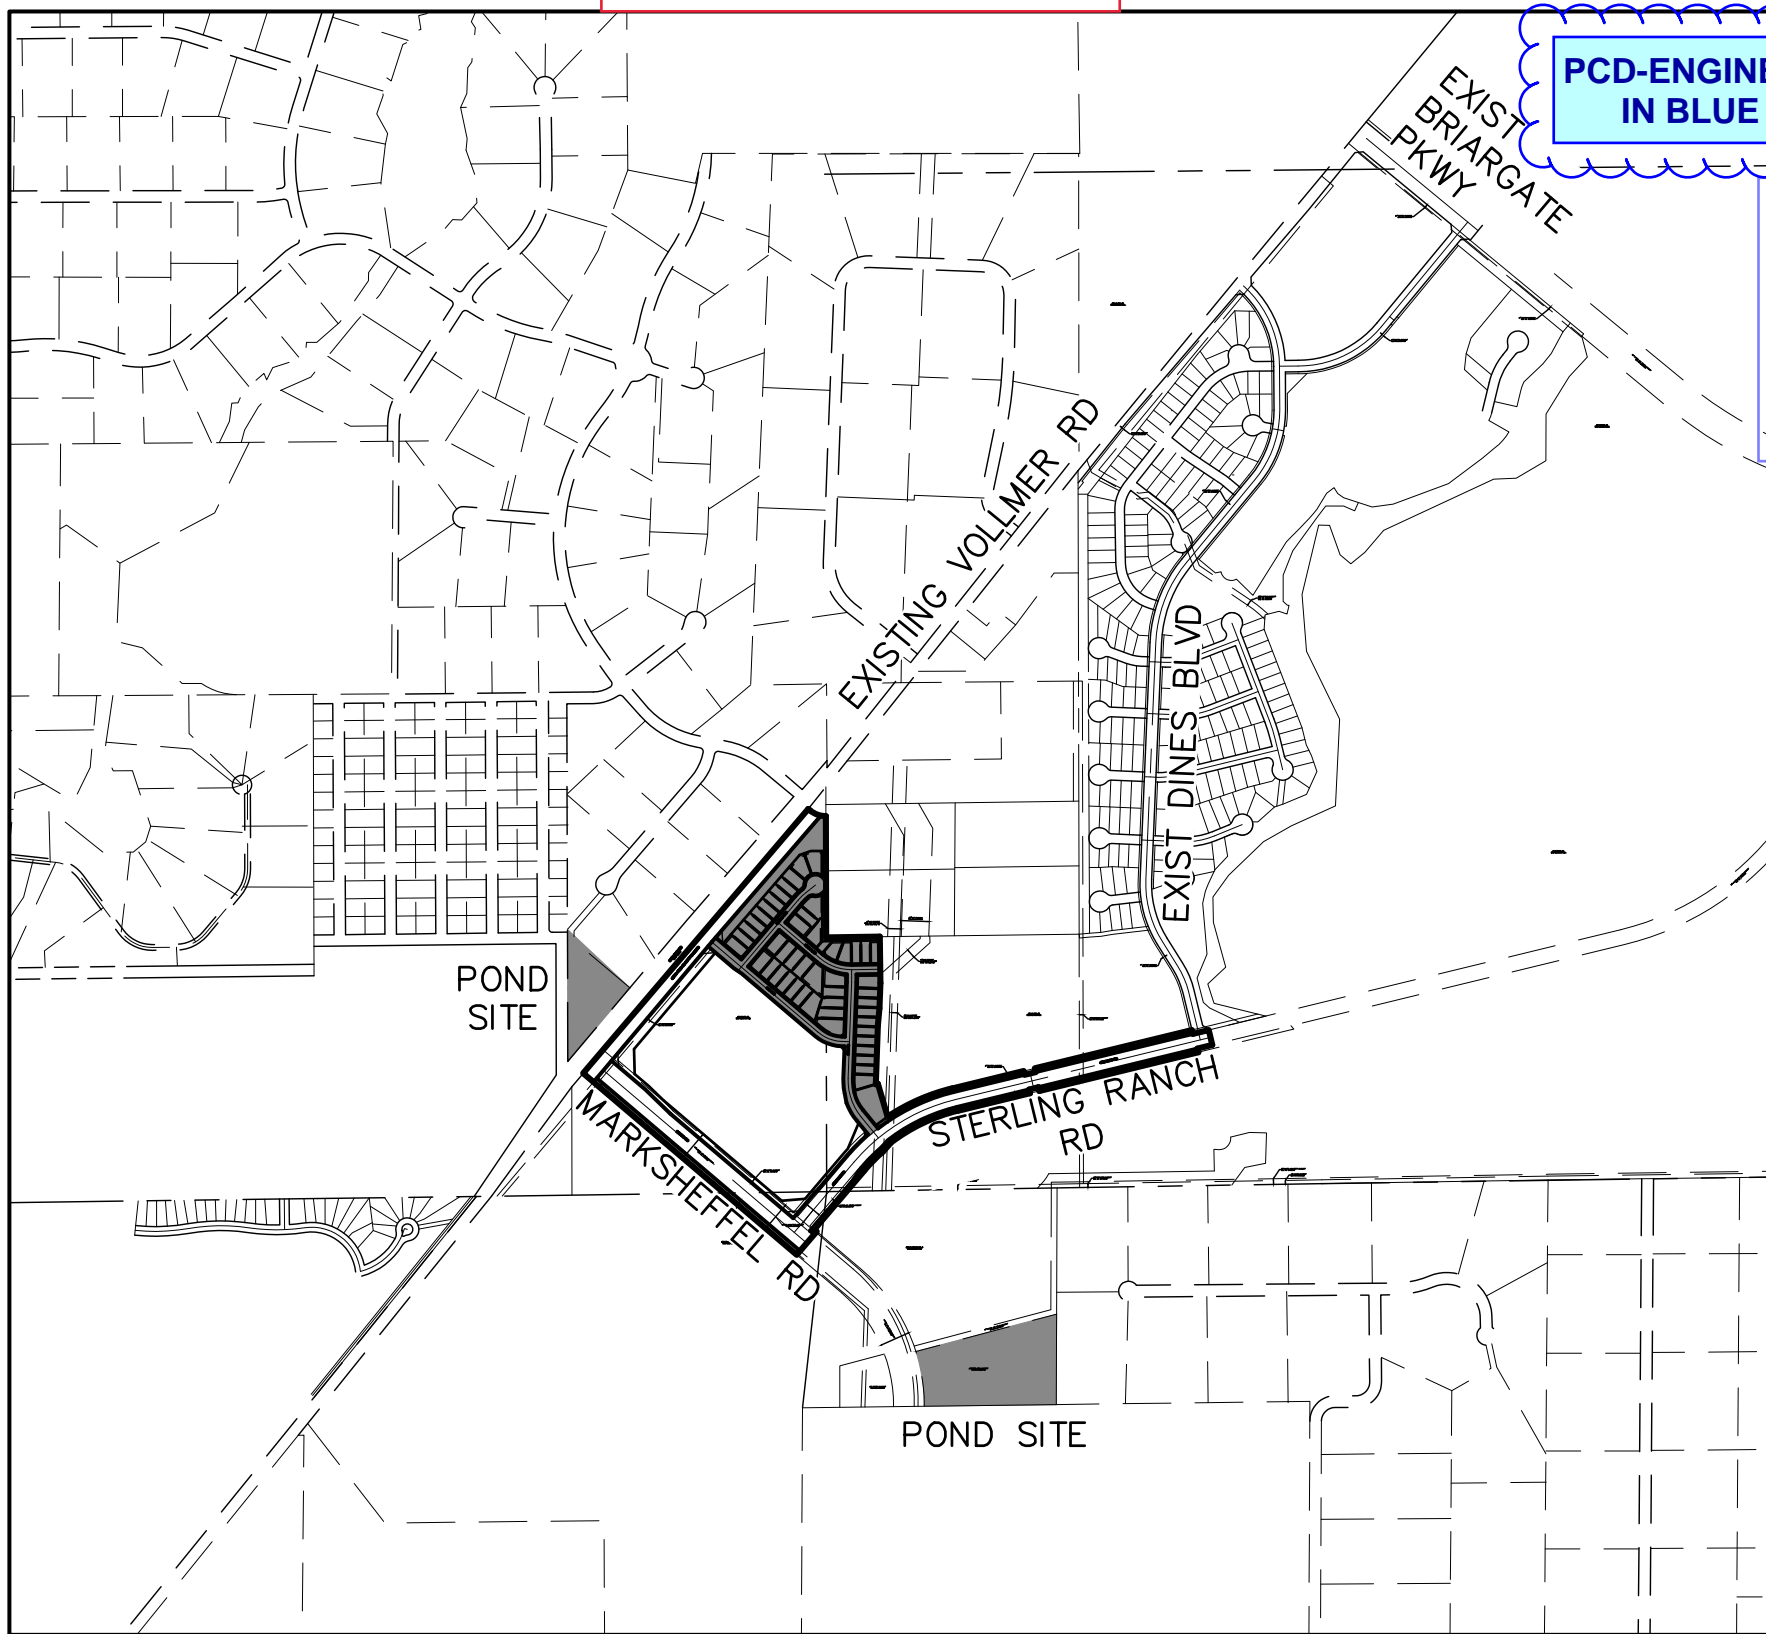 PCD-ENGINE
IN BLUE
EXIST
BRIARGATE
PKWY
EXISTING VOLLMER RD
EXIST DINES BLVD
POND
SITE
STERLING RANCH
RD
MARKSHEFFEL RD
POND SITE